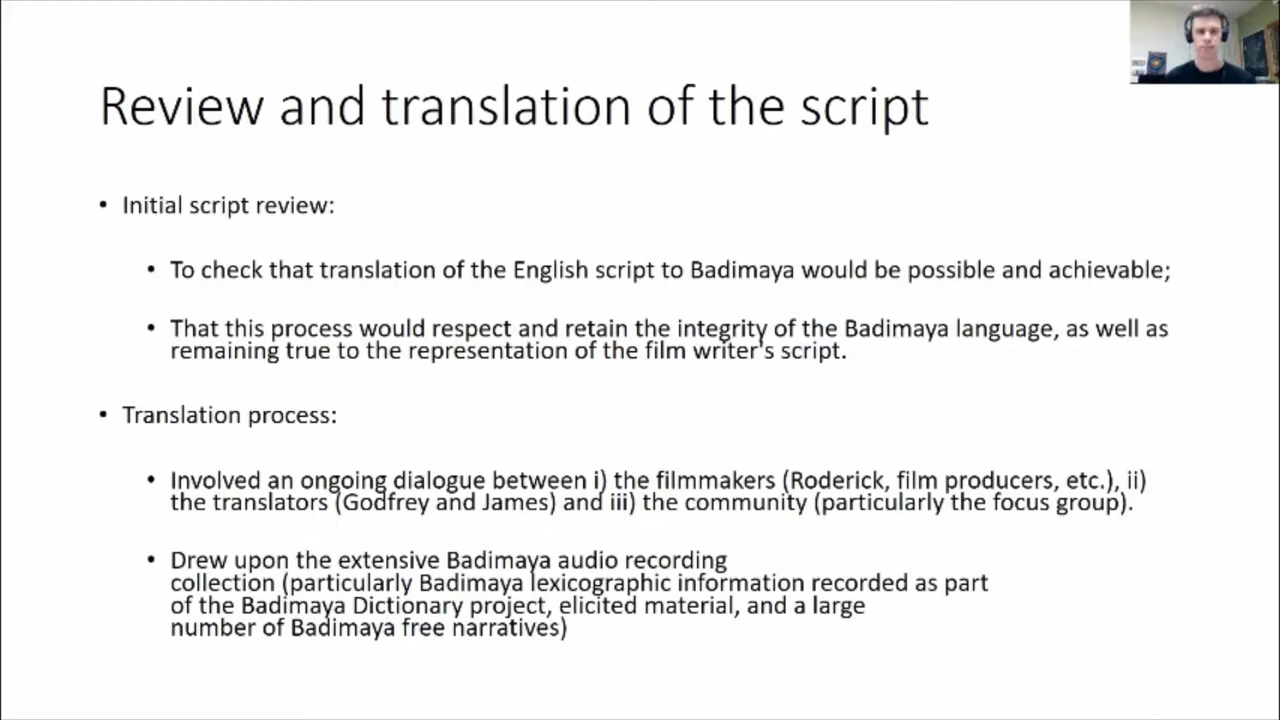 Review and translation of the script
• Initial script review:
• To check that translation of the English script to Badimaya would be possible and achievable;
• That this process would respect and retain the integrity of the Badimaya language, as well as
remaining true to the representation of the film writer's script.
• Translation process:
• Involved an ongoing dialogue between i) the filmmakers (Roderick, film producers, etc.), ii)
the translators (Godfrey and James) and iii) the community (particularly the focus group).
• Drew upon the extensive Badimaya audio recording
collection (particularly Badimaya lexicographic information recorded as part
of the Badimaya Dictionary project, elicited material, and a large
number of Badimaya free narratives)